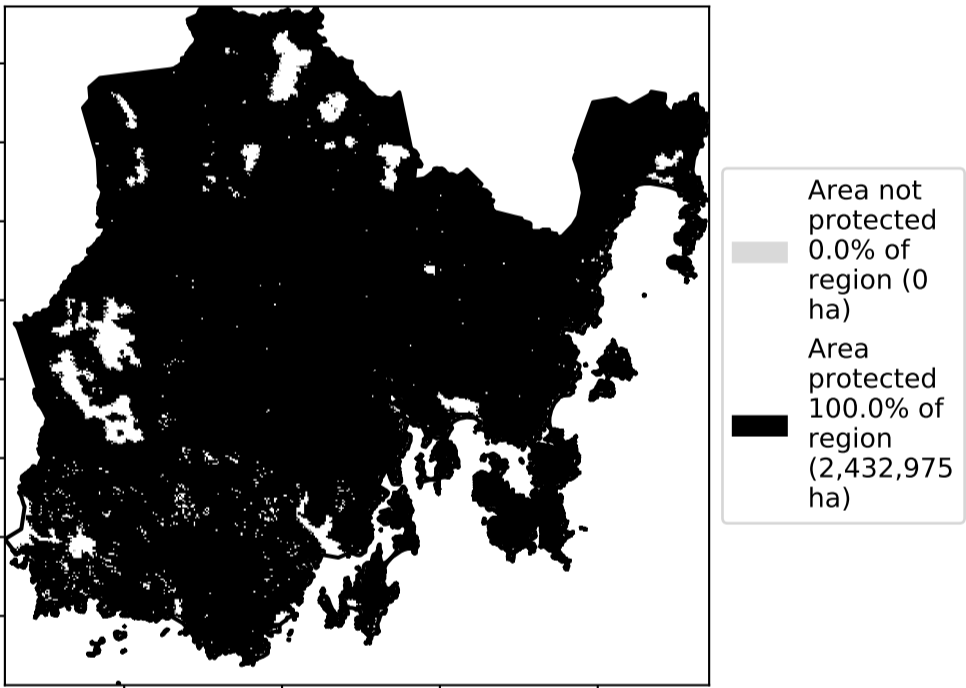 Area not
protected
0.0% of
region (0
ha)
Area
protected
100.0% of
region
(2,432,975
ha)